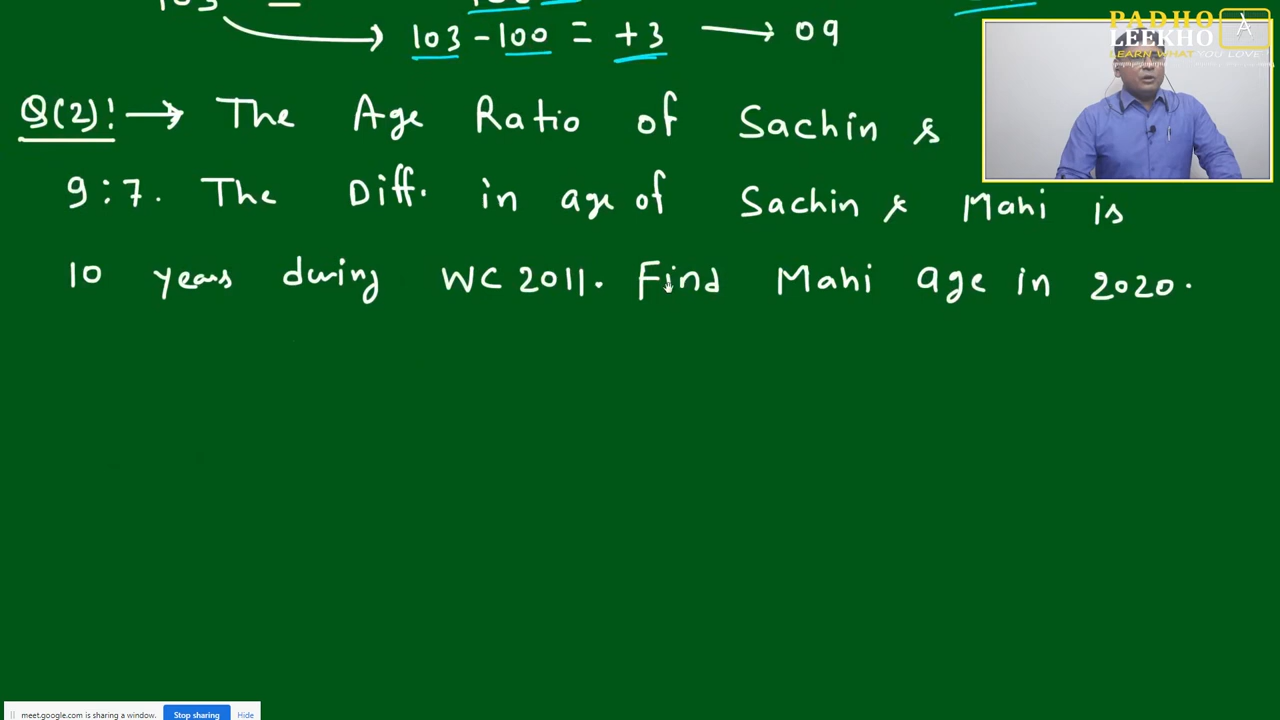 103 =
103 - 100 = +3 → 09
Q(2)! → The Age Ratio of Sachin &
9:7. The Diff. in age of Sachin & Mahi is
10 years during WC 2011. Find Mahi Age in 2020.
PADHO
LEEKHO
LEARN WHAT YOU LOVE
meet.google.com is sharing a window. Stop sharing Hide